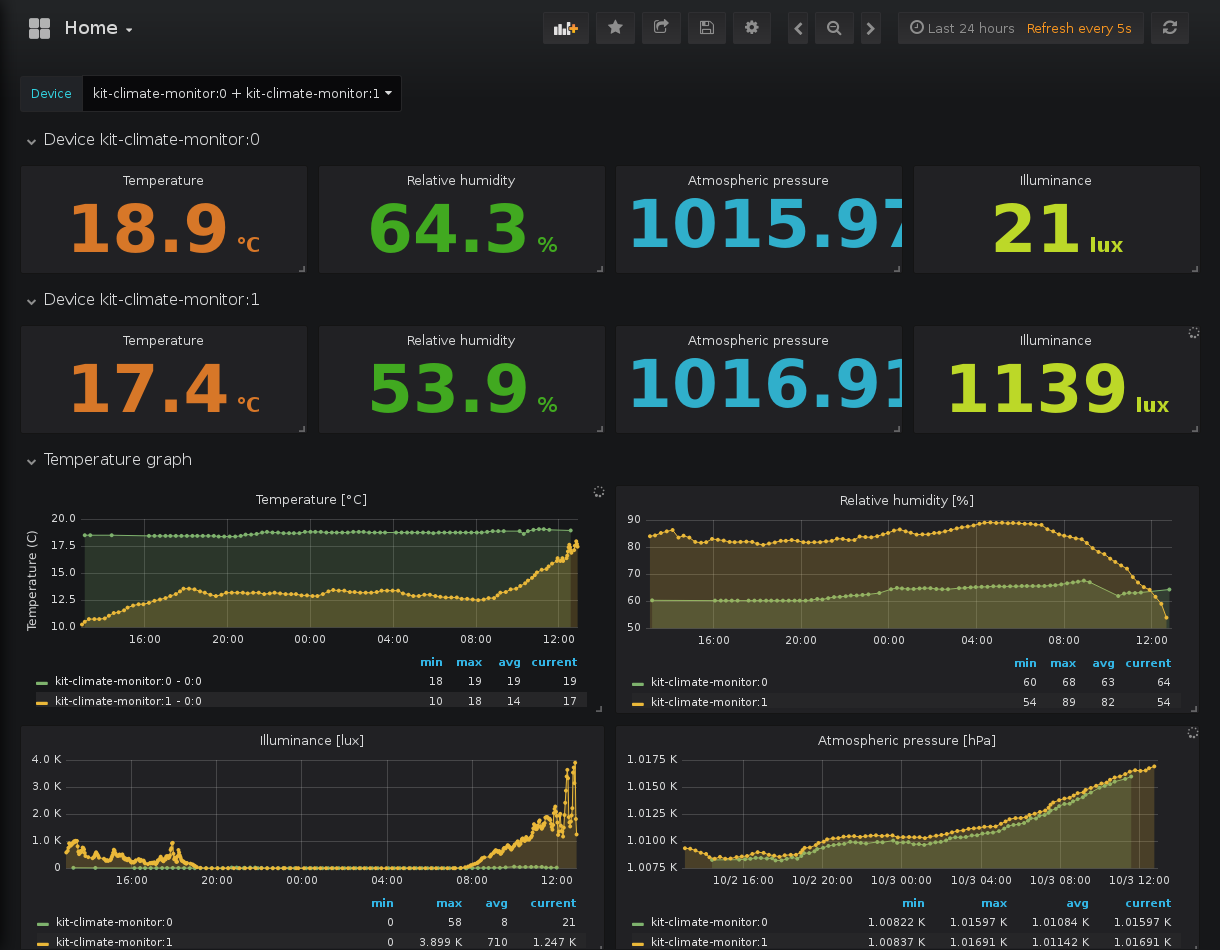 Home
Last 24 hours Refresh every 5s
Device kit-climate-monitor:0 + kit-climate-monitor:1
Device kit-climate-monitor:0
Temperature Relative humidity Atmospheric pressure Illuminance
18.9 °C 64.3 % 1015.97 21 lux
Device kit-climate-monitor:1
Temperature Relative humidity Atmospheric pressure Illuminance
17.4 °C 53.9 % 1016.91 1139 lux
Temperature graph
Temperature [°C]
Temperature (C)
20.0
17.5
15.0
12.5
10.0
16:00 20:00 00:00 04:00 08:00 12:00
min max avg current
kit-climate-monitor:0 - 0:0 18 19 19 19
kit-climate-monitor:1 - 0:0 10 18 14 17
Relative humidity [%]
90
80
70
60
50
16:00 20:00 00:00 04:00 08:00 12:00
min max avg current
kit-climate-monitor:0 60 68 63 64
kit-climate-monitor:1 54 89 82 54
Illuminance [lux]
4.0 K
3.0 K
2.0 K
1.0 K
0
16:00 20:00 00:00 04:00 08:00 12:00
min max avg current
kit-climate-monitor:0 0 58 8 21
kit-climate-monitor:1 0 3.899 K 710 1.247 K
Atmospheric pressure [hPa]
1.0175 K
1.0150 K
1.0125 K
1.0100 K
1.0075 K
10/2 16:00 10/2 20:00 10/3 00:00 10/3 04:00 10/3 08:00 10/3 12:00
min max avg current
kit-climate-monitor:0 1.00822 K 1.01597 K 1.01084 K 1.01597 K
kit-climate-monitor:1 1.00837 K 1.01691 K 1.01142 K 1.01691 K